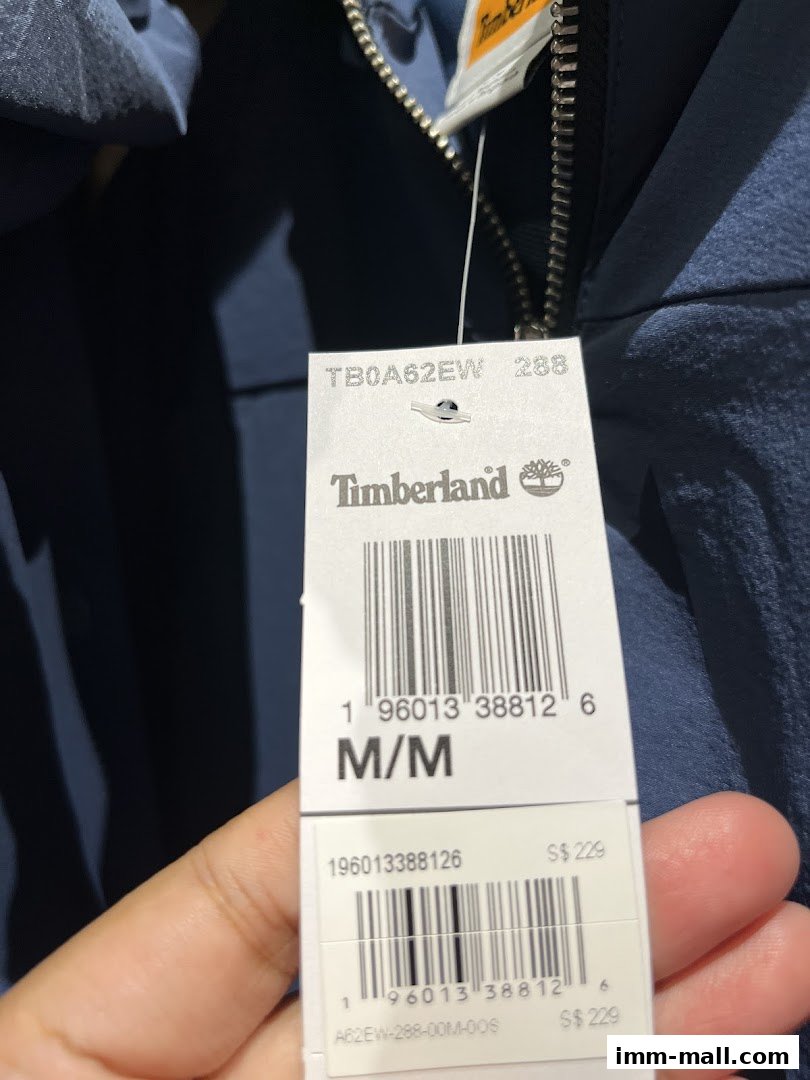 Timberland
TB0A62EW 288
Timberland®
1 96013 38812 6
M/M
196013388126 S$ 229
1 96013 38812 6
A62EW-288-00M-00S S$ 229
imm-mall.com